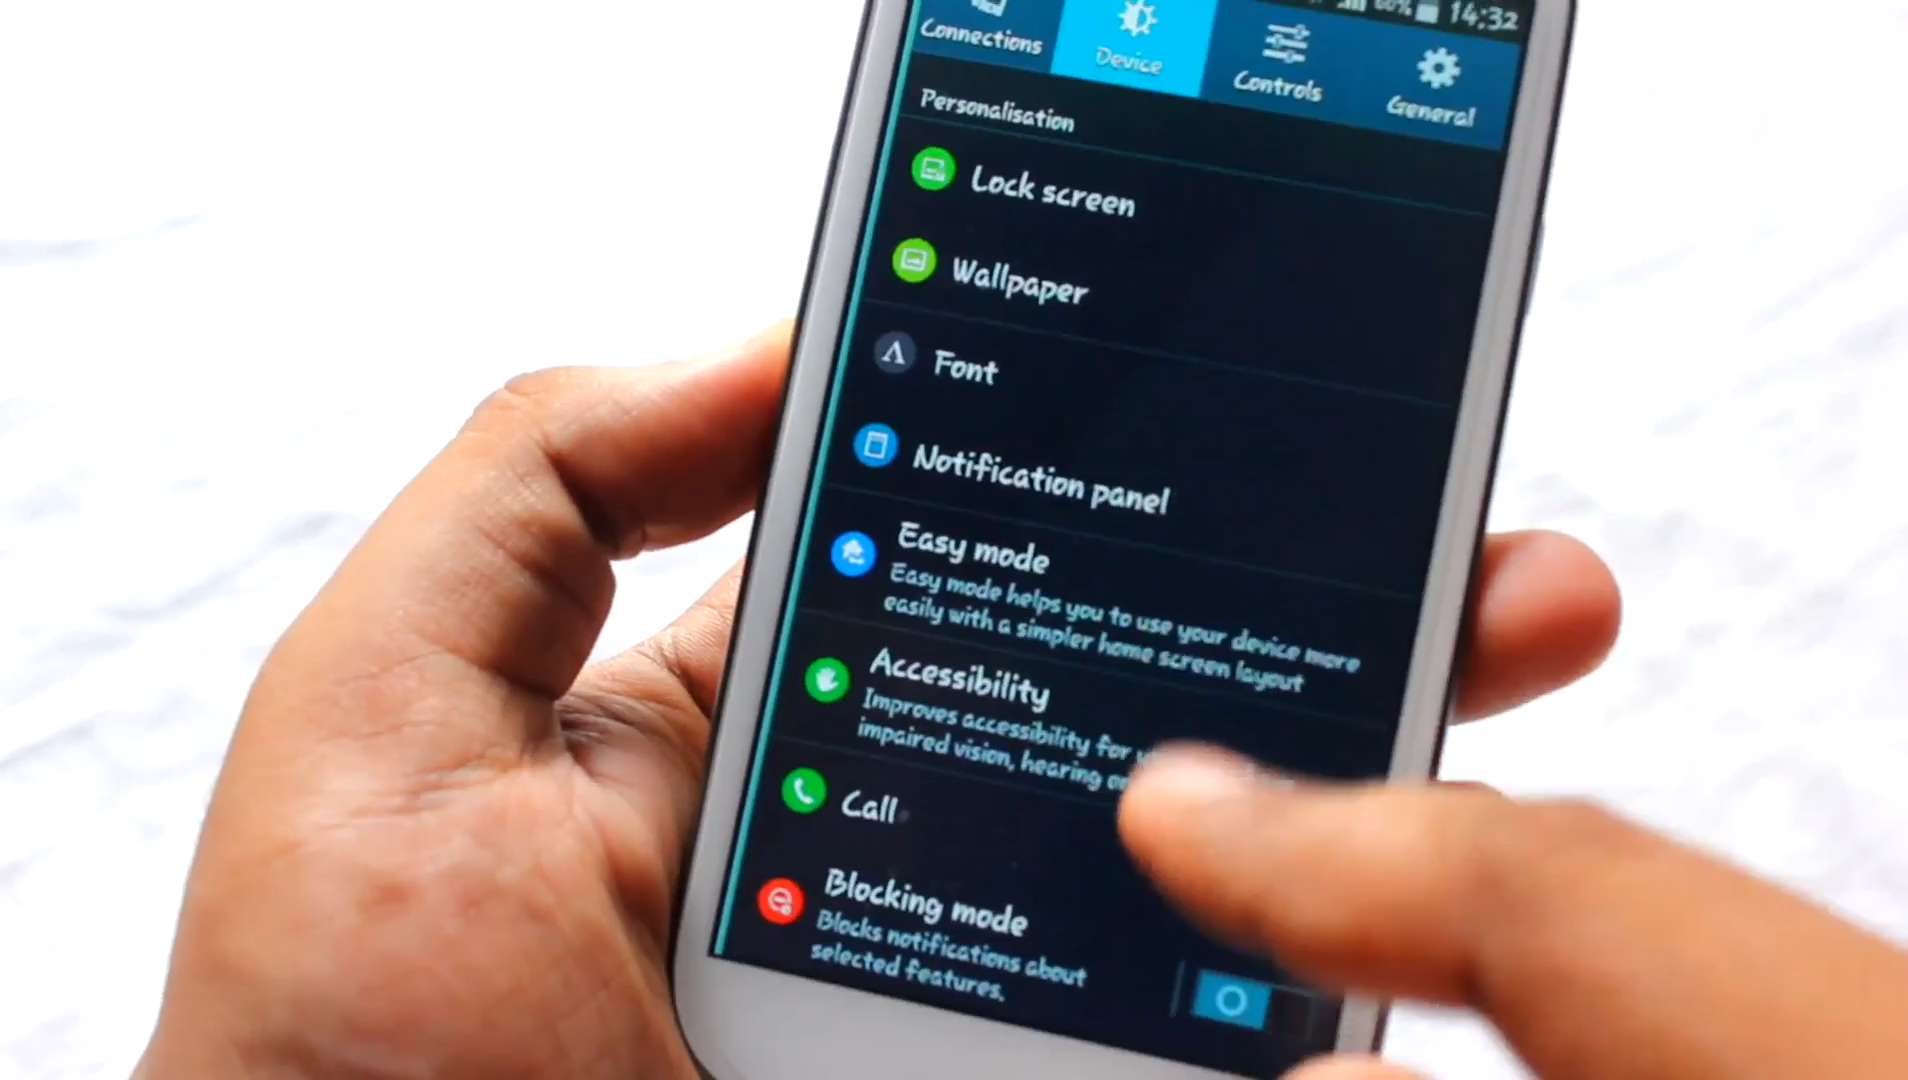 14:32
Connections
Device
Controls
General
Personalisation
Lock screen
Wallpaper
Font
Notification panel
Easy mode
Easy mode helps you to use your device more
easily with a simpler home screen layout
Accessibility
Improves accessibility for
impaired vision, hearing
Call
Blocking mode
Blocks notifications about
selected features.